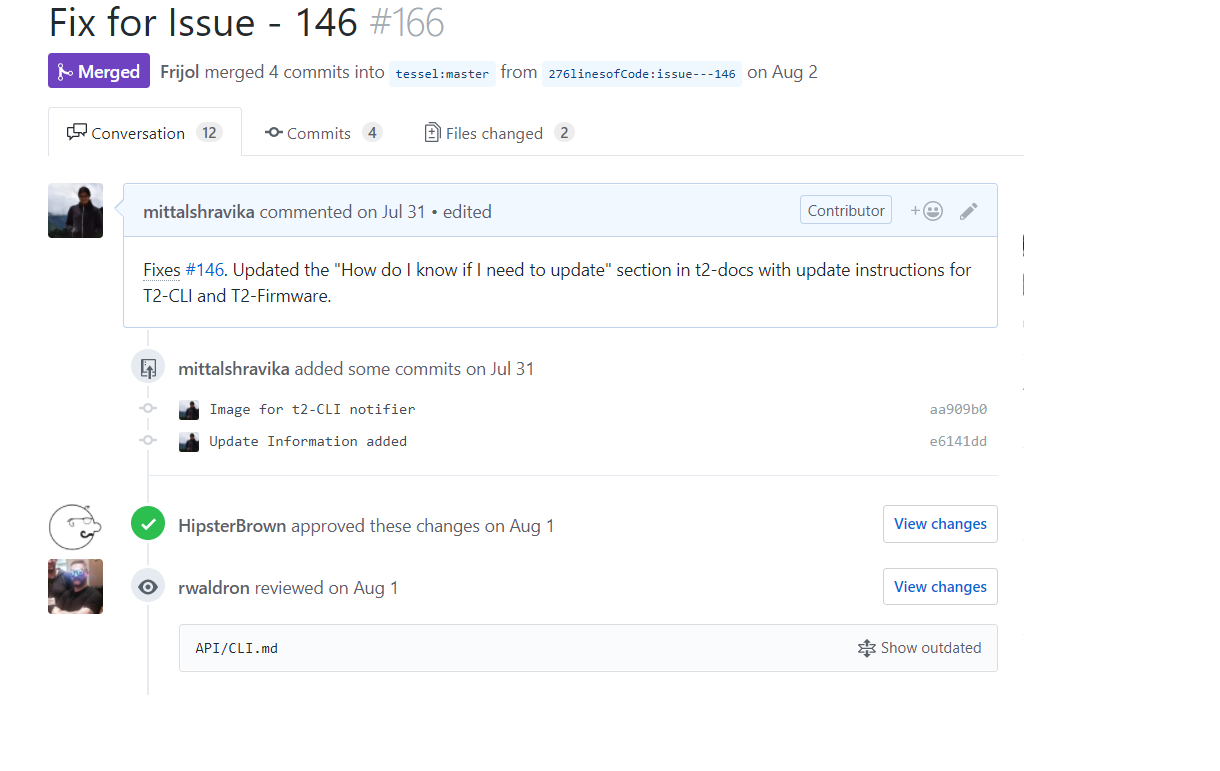 Fix for Issue - 146 #166
Merged Frijol merged 4 commits into tessel:master from 276linesofCode:issue---146 on Aug 2
Conversation 12 Commits 4 Files changed 2
mittalshravika commented on Jul 31 • edited Contributor +
Fixes #146. Updated the "How do I know if I need to update" section in t2-docs with update instructions for
T2-CLI and T2-Firmware.
mittalshravika added some commits on Jul 31
Image for t2-CLI notifier aa909b0
Update Information added e6141dd
HipsterBrown approved these changes on Aug 1 View changes
rwaldron reviewed on Aug 1 View changes
API/CLI.md Show outdated